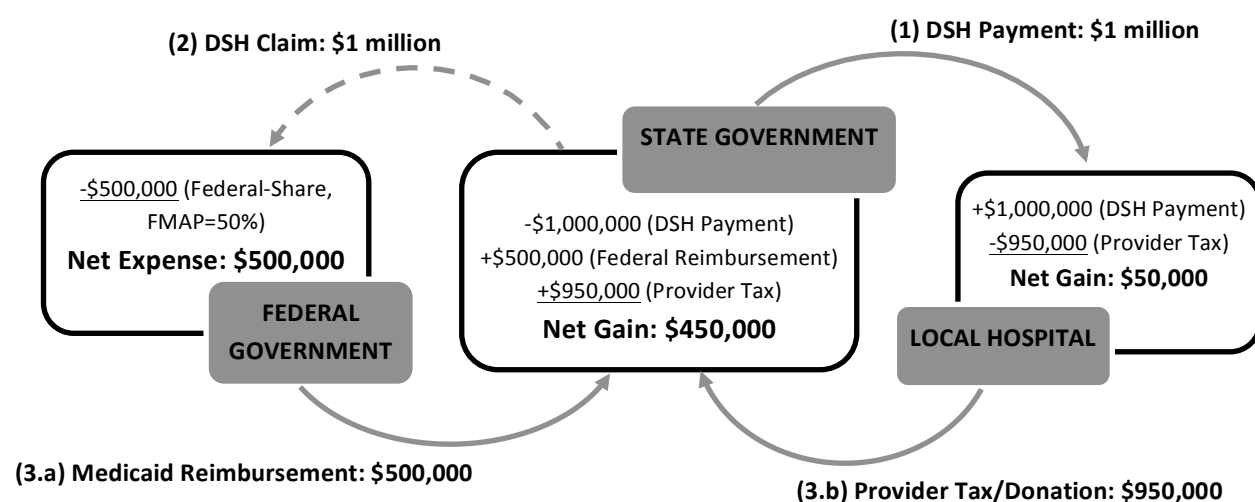 (2) DSH Claim: $1 million
(1) DSH Payment: $1 million
-$500,000 (Federal-Share,
FMAP=50%)
Net Expense: $500,000
FEDERAL
GOVERNMENT
STATE GOVERNMENT
-$1,000,000 (DSH Payment)
+$500,000 (Federal Reimbursement)
+$950,000 (Provider Tax)
Net Gain: $450,000
+$1,000,000 (DSH Payment)
-$950,000 (Provider Tax)
Net Gain: $50,000
LOCAL HOSPITAL
(3.a) Medicaid Reimbursement: $500,000
(3.b) Provider Tax/Donation: $950,000